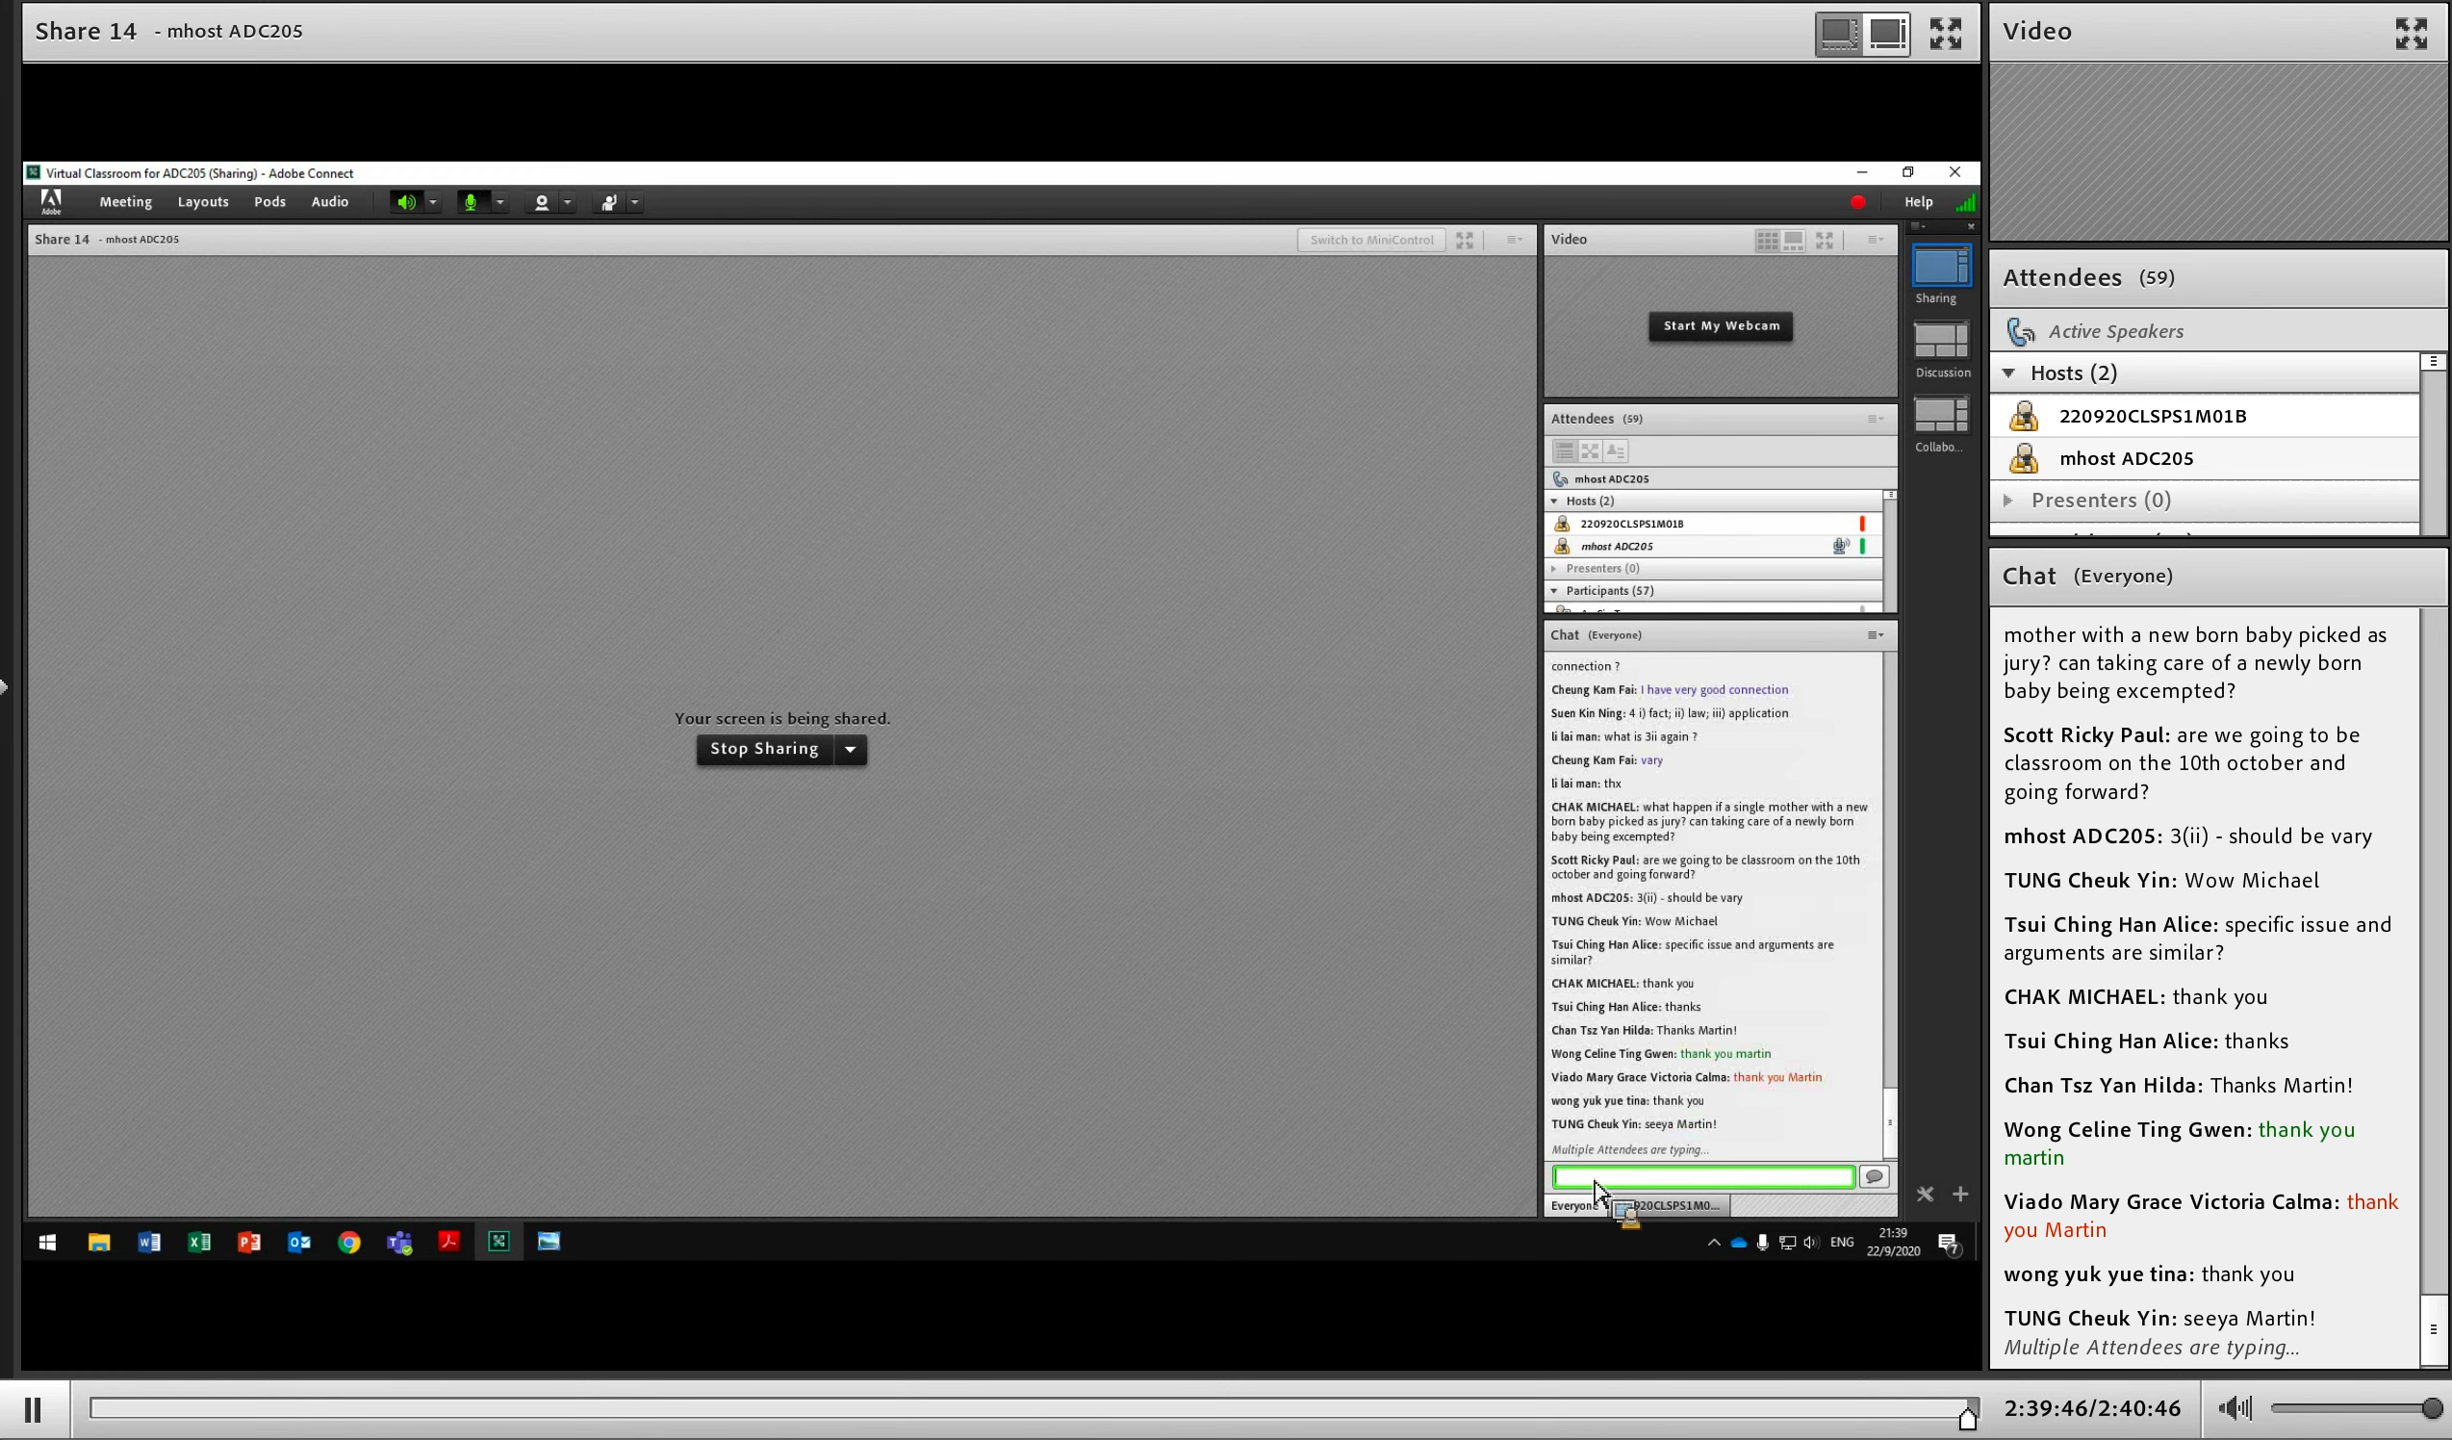 Share 14 - mhost ADC205
Video
Virtual Classroom for ADC205 (Sharing) - Adobe Connect
Adobe
Meeting
Layouts
Pods
Audio
Help
Share 14 - mhost ADC205
Switch to MiniControl
Your screen is being shared.
Stop Sharing
Video
Start My Webcam
Sharing
Discussion
Collabo...
Attendees (59)
mhost ADC205
Hosts (2)
220920CLSPS1M01B
mhost ADC205
Presenters (0)
Participants (57)
Chat (Everyone)
connection ?
Cheung Kam Fai: I have very good connection
Suen Kin Ning: 4 i) fact; ii) law; iii) application
li lai man: what is 3ii again ?
Cheung Kam Fai: vary
li lai man: thx
CHAK MICHAEL: what happen if a single mother with a new
born baby picked as jury? can taking care of a newly born
baby being excempted?
Scott Ricky Paul: are we going to be classroom on the 10th
october and going forward?
mhost ADC205: 3(ii) - should be vary
TUNG Cheuk Yin: Wow Michael
Tsui Ching Han Alice: specific issue and arguments are
similar?
CHAK MICHAEL: thank you
Tsui Ching Han Alice: thanks
Chan Tsz Yan Hilda: Thanks Martin!
Wong Celine Ting Gwen: thank you martin
Viado Mary Grace Victoria Calma: thank you Martin
wong yuk yue tina: thank you
TUNG Cheuk Yin: seeya Martin!
Multiple Attendees are typing...
Everyone
920CLSPS1M0...
ENG
21:39
22/9/2020
7
Attendees (59)
Active Speakers
Hosts (2)
220920CLSPS1M01B
mhost ADC205
Presenters (0)
Chat (Everyone)
mother with a new born baby picked as
jury? can taking care of a newly born
baby being excempted?
Scott Ricky Paul: are we going to be
classroom on the 10th october and
going forward?
mhost ADC205: 3(ii) - should be vary
TUNG Cheuk Yin: Wow Michael
Tsui Ching Han Alice: specific issue and
arguments are similar?
CHAK MICHAEL: thank you
Tsui Ching Han Alice: thanks
Chan Tsz Yan Hilda: Thanks Martin!
Wong Celine Ting Gwen: thank you
martin
Viado Mary Grace Victoria Calma: thank
you Martin
wong yuk yue tina: thank you
TUNG Cheuk Yin: seeya Martin!
Multiple Attendees are typing...
2:39:46/2:40:46